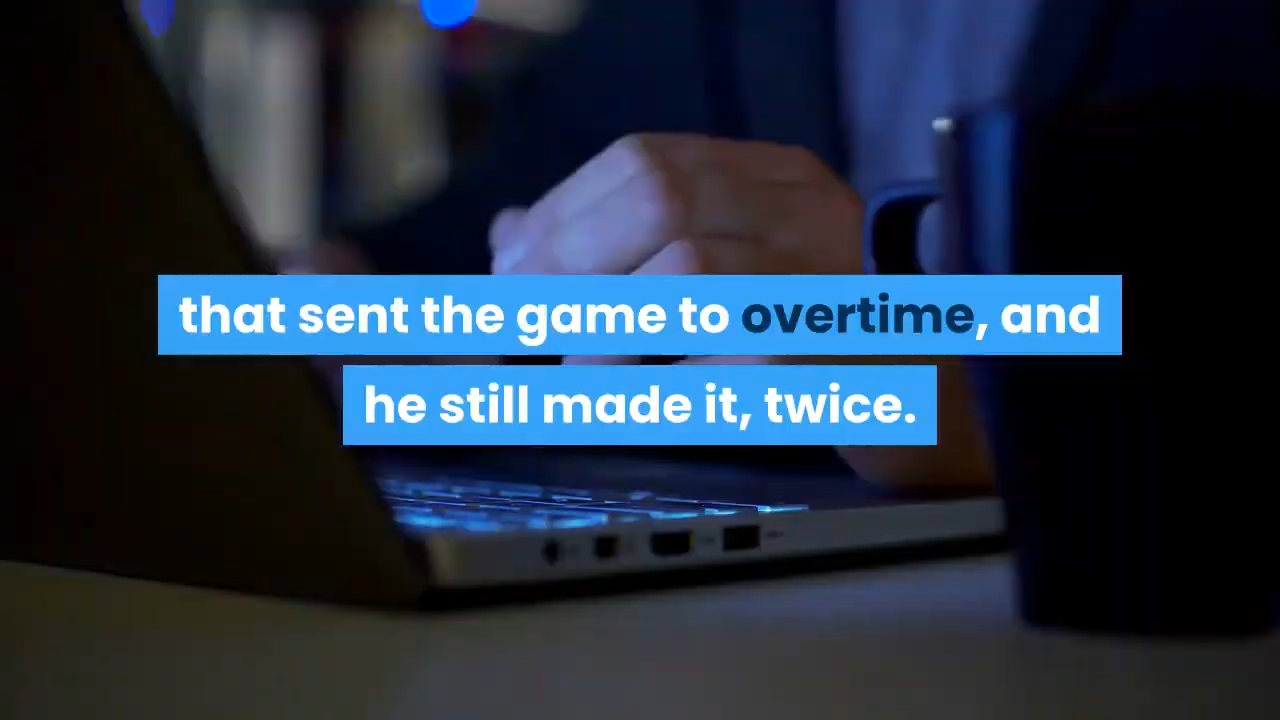 that sent the game to overtime, and
he still made it, twice.